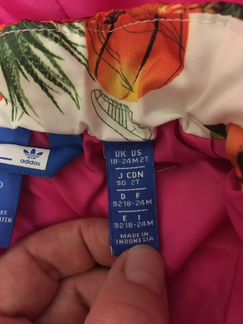 adidas
UK US
18-24M 2T
J CDN
90 2T
D F
92 18-24M
E I
92 18-24M
MADE IN
INDONESIA